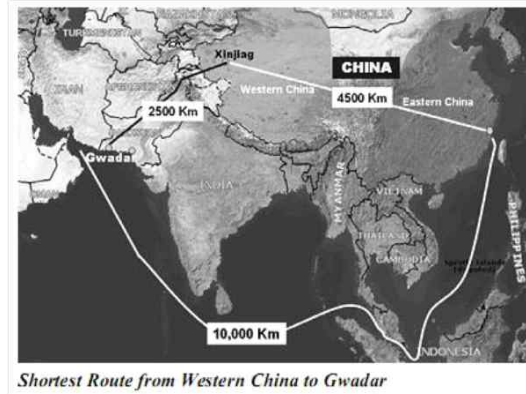 MONGOLIA
TURKMENISTAN
Xinjiag
CHINA
IRAN
AFGHANISTAN
Western China
4500 Km
Eastern China
2500 Km
Gwadar
INDIA
MYANMAR
VIETNAM
PHILIPPINES
THAILAND
CAMBODIA
10,000 Km
INDONESIA
Shortest Route from Western China to Gwadar